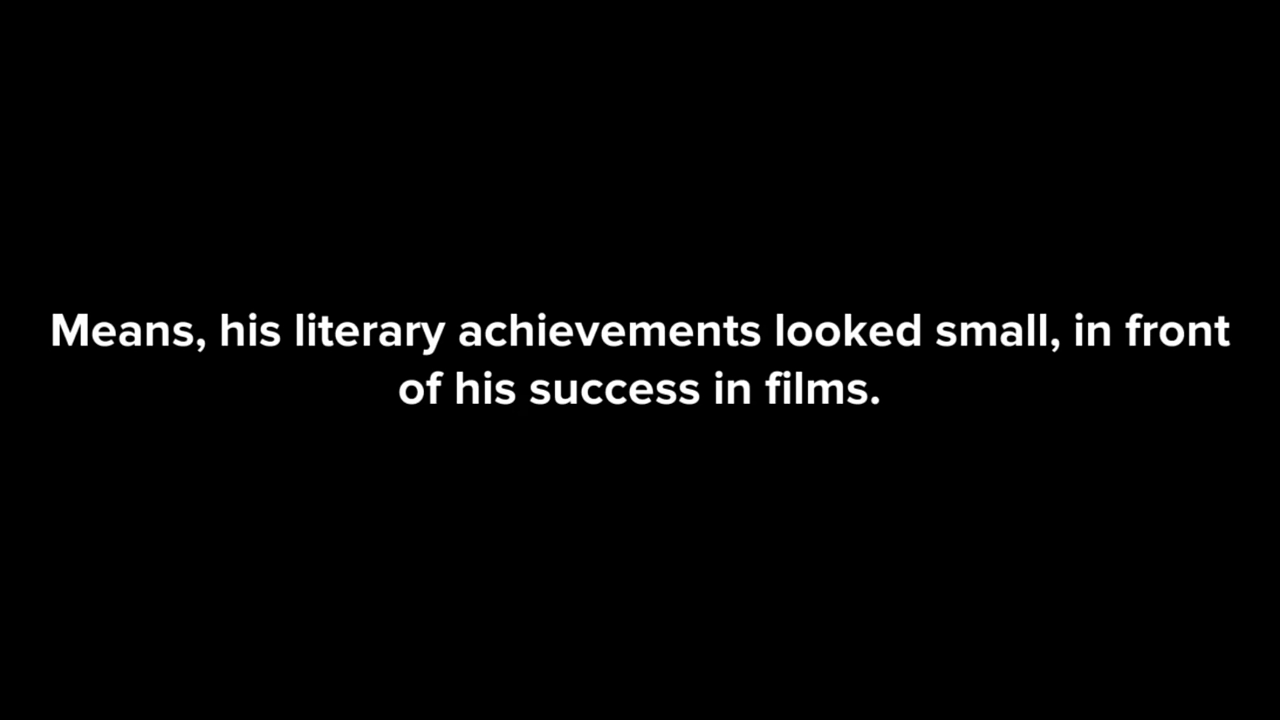 Means, his literary achievements looked small, in front
of his success in films.